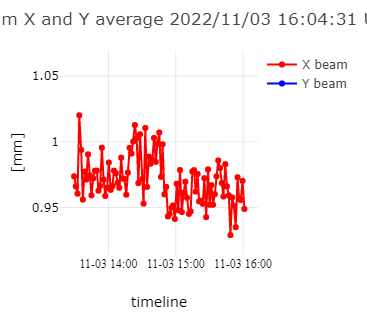 m X and Y average 2022/11/03 16:04:31 U
X beam
Y beam
1.05
1
0.95
[mm]
11-03 14:00 11-03 15:00 11-03 16:00
timeline